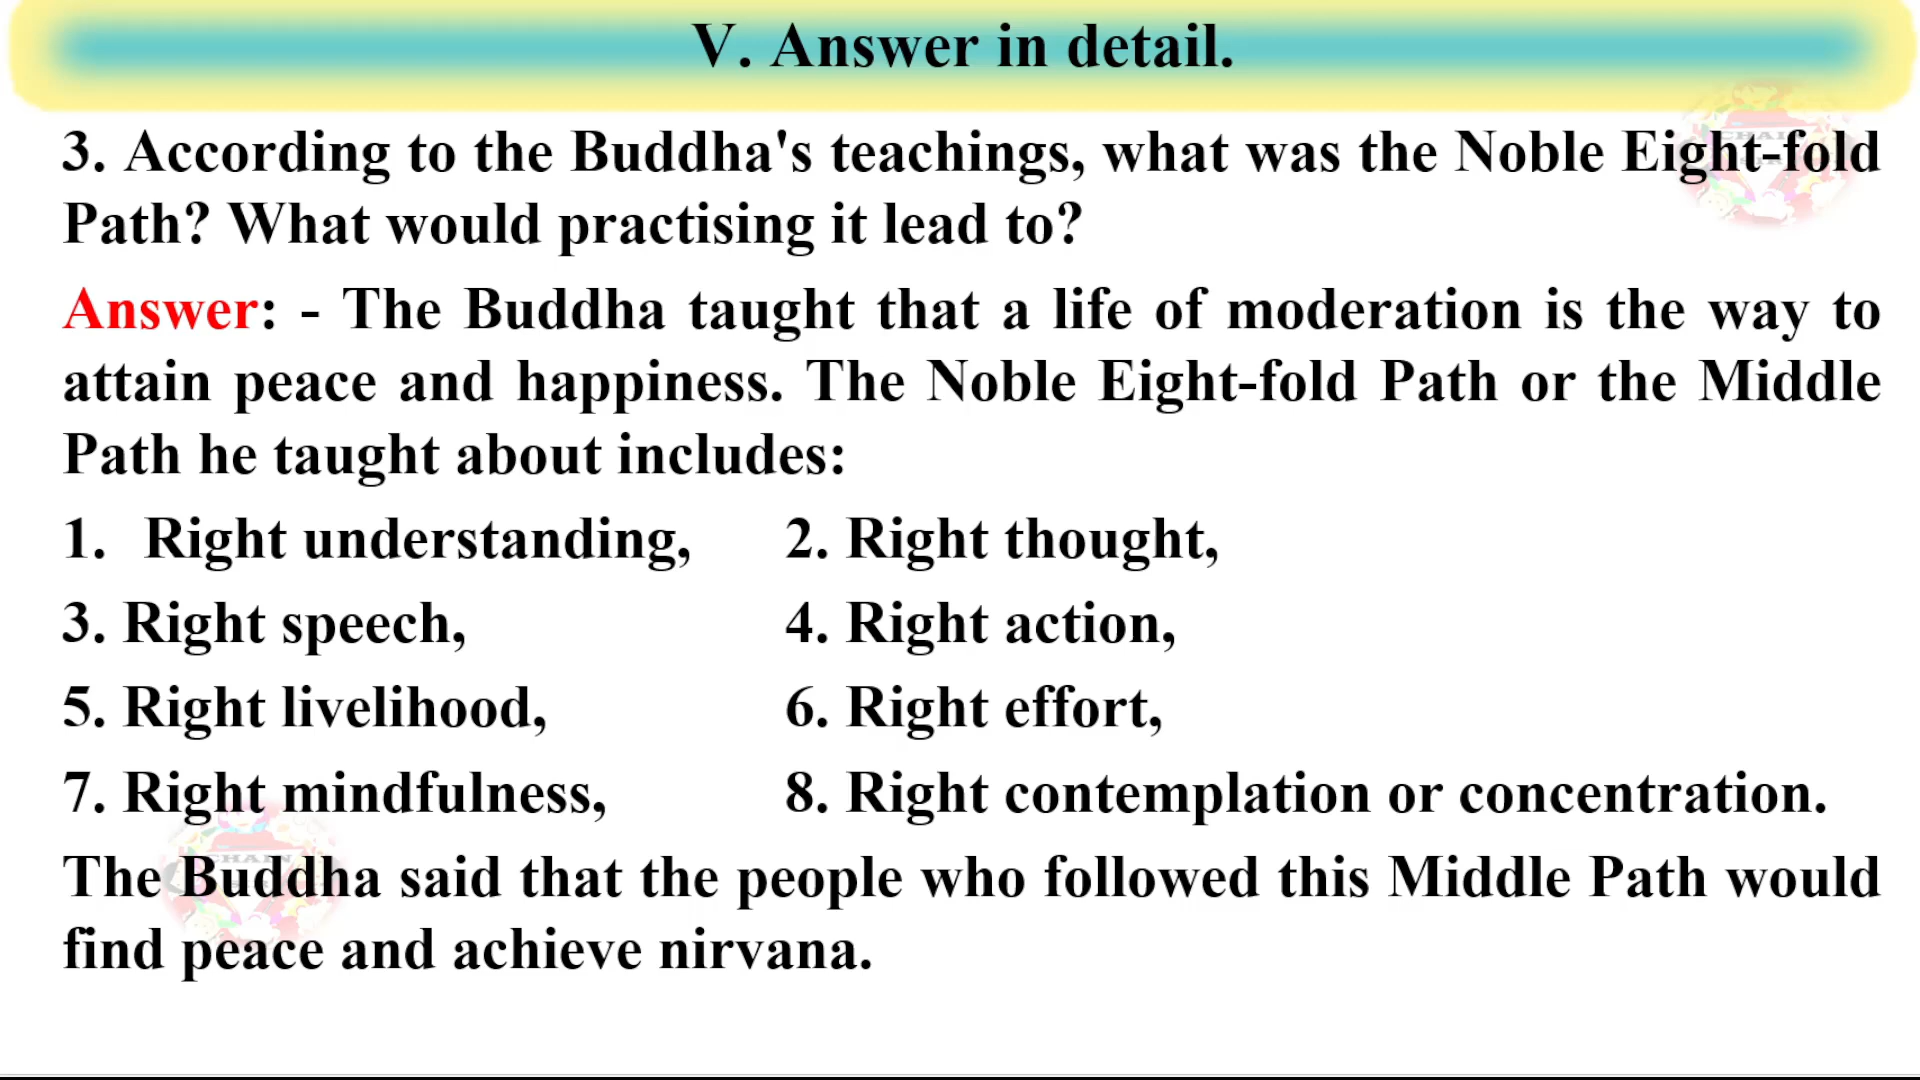 V. Answer in detail.
3. According to the Buddha's teachings, what was the Noble Eight-fold
Path? What would practising it lead to?
Answer: - The Buddha taught that a life of moderation is the way to
attain peace and happiness. The Noble Eight-fold Path or the Middle
Path he taught about includes:
1. Right understanding, 2. Right thought,
3. Right speech, 4. Right action,
5. Right livelihood, 6. Right effort,
7. Right mindfulness, 8. Right contemplation or concentration.
The Buddha said that the people who followed this Middle Path would
find peace and achieve nirvana.